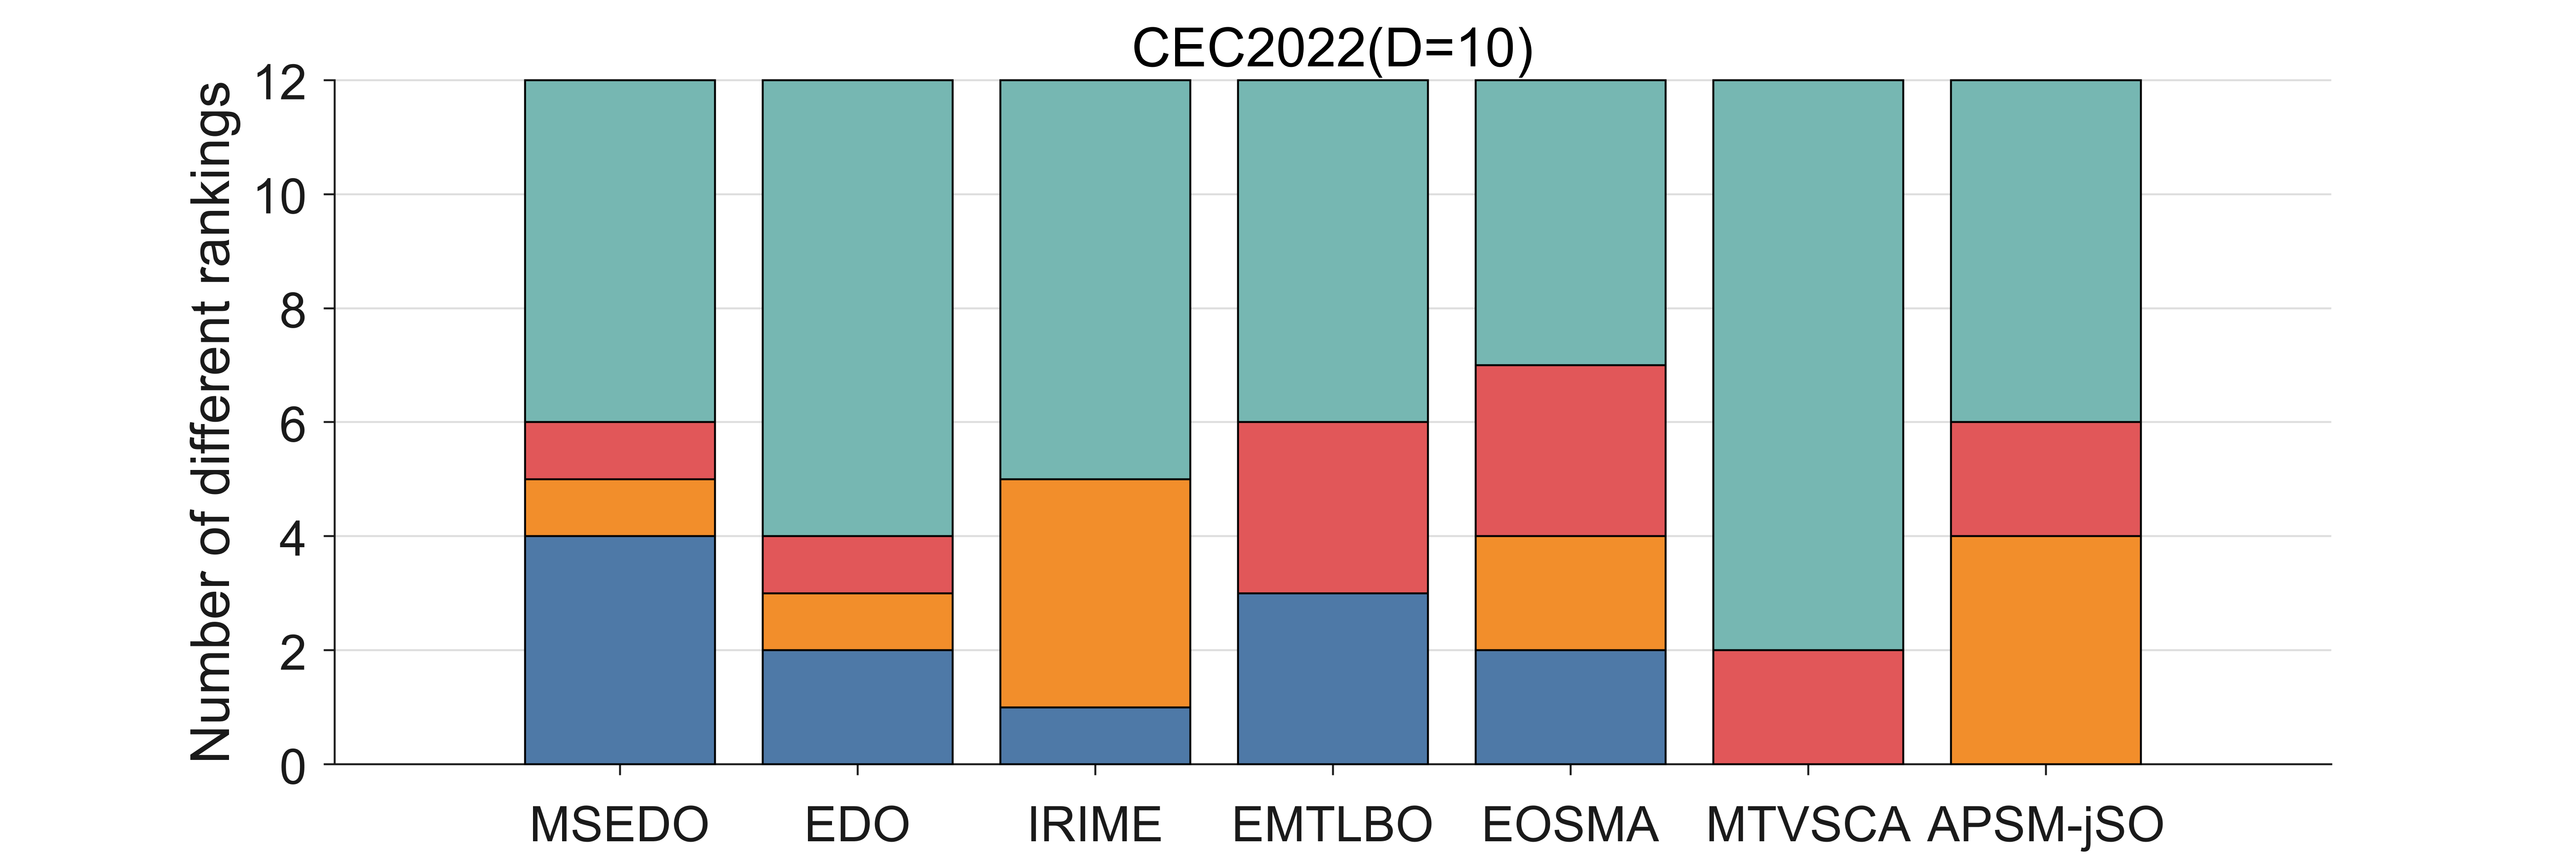 CEC2022(D=10)
Number of different rankings
12
10
8
6
4
2
0
MSEDO EDO IRIME EMTLBO EOSMA MTVSCA APSM-jSO